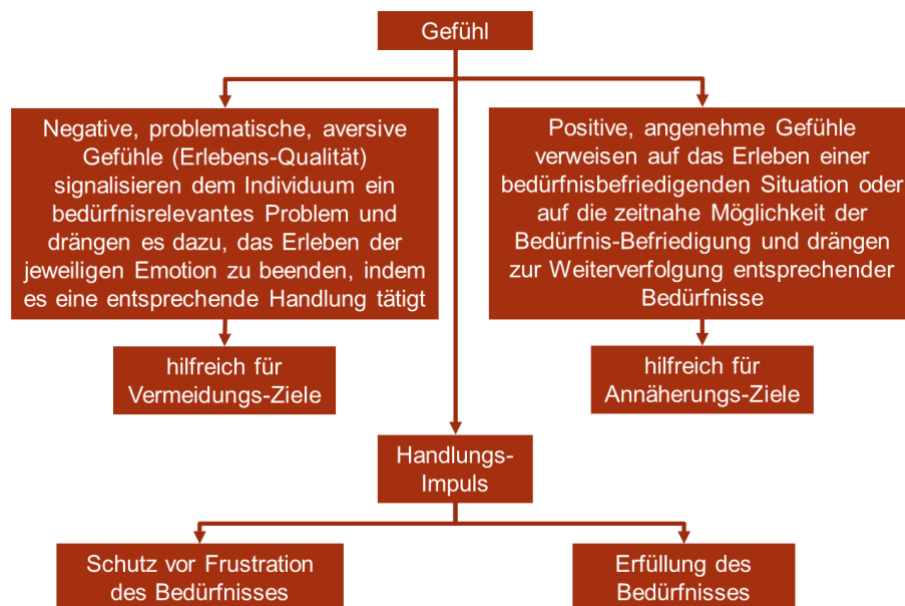 Gefühl
Negative, problematische, aversive
Gefühle (Erlebens-Qualität)
signalisieren dem Individuum ein
bedürfnisrelevantes Problem und
drängen es dazu, das Erleben der
jeweiligen Emotion zu beenden, indem
es eine entsprechende Handlung tätigt
Positive, angenehme Gefühle
verweisen auf das Erleben einer
bedürfnisbefriedigenden Situation oder
auf die zeitnahe Möglichkeit der
Bedürfnis-Befriedigung und drängen
zur Weiterverfolgung entsprechender
Bedürfnisse
hilfreich für
Vermeidungs-Ziele
hilfreich für
Annäherungs-Ziele
Handlungs-
Impuls
Schutz vor Frustration
des Bedürfnisses
Erfüllung des
Bedürfnisses